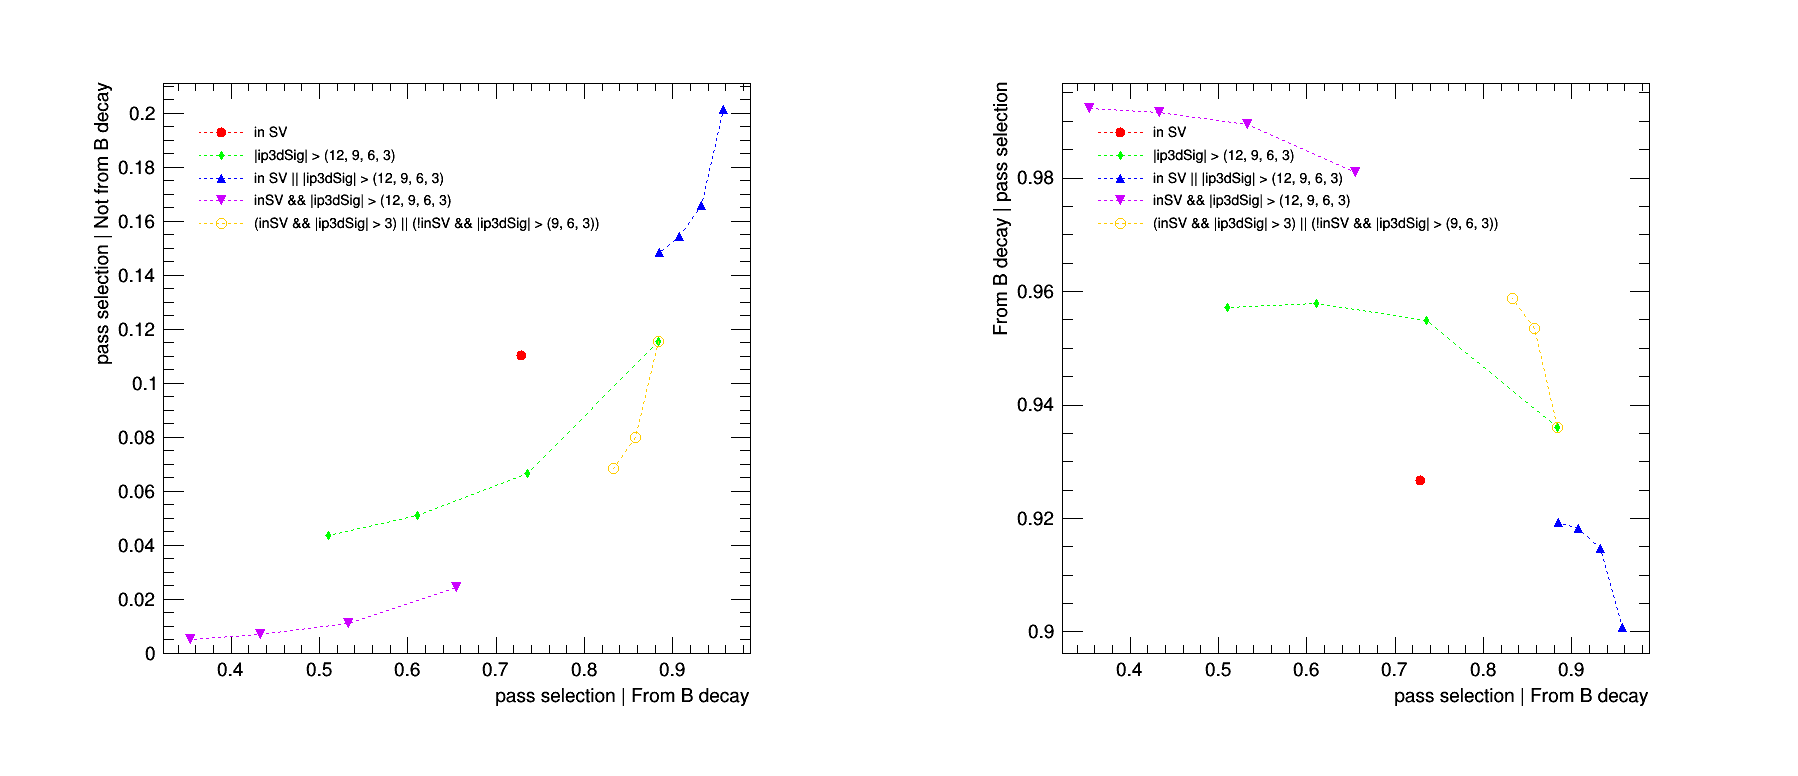 pass selection | Not from B decay
0.2
0.18
0.16
0.14
0.12
0.1
0.08
0.06
0.04
0.02
0
in SV
|ip3dSig| > (12, 9, 6, 3)
in SV || |ip3dSig| > (12, 9, 6, 3)
inSV && |ip3dSig| > (12, 9, 6, 3)
(inSV && |ip3dSig| > 3) || (!inSV && |ip3dSig| > (9, 6, 3))
0.4 0.5 0.6 0.7 0.8 0.9
pass selection | From B decay
From B decay | pass selection
0.98
0.96
0.94
0.92
0.9
in SV
|ip3dSig| > (12, 9, 6, 3)
in SV || |ip3dSig| > (12, 9, 6, 3)
inSV && |ip3dSig| > (12, 9, 6, 3)
(inSV && |ip3dSig| > 3) || (!inSV && |ip3dSig| > (9, 6, 3))
0.4 0.5 0.6 0.7 0.8 0.9
pass selection | From B decay